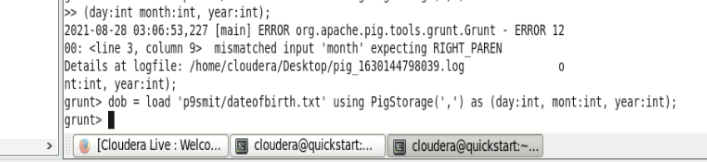 >> (day:int month:int, year:int);
2021-08-28 03:06:53,227 [main] ERROR org.apache.pig.tools.grunt.Grunt - ERROR 12
00: <line 3, column 9>  mismatched input 'month' expecting RIGHT_PAREN
Details at logfile: /home/cloudera/Desktop/pig_1630144798039.log o
nt:int, year:int);
grunt> dob = load 'p9smit/dateofbirth.txt' using PigStorage(',') as (day:int, mont:int, year:int);
grunt>
[Cloudera Live : Welco... cloudera@quickstart:... cloudera@quickstart:~...